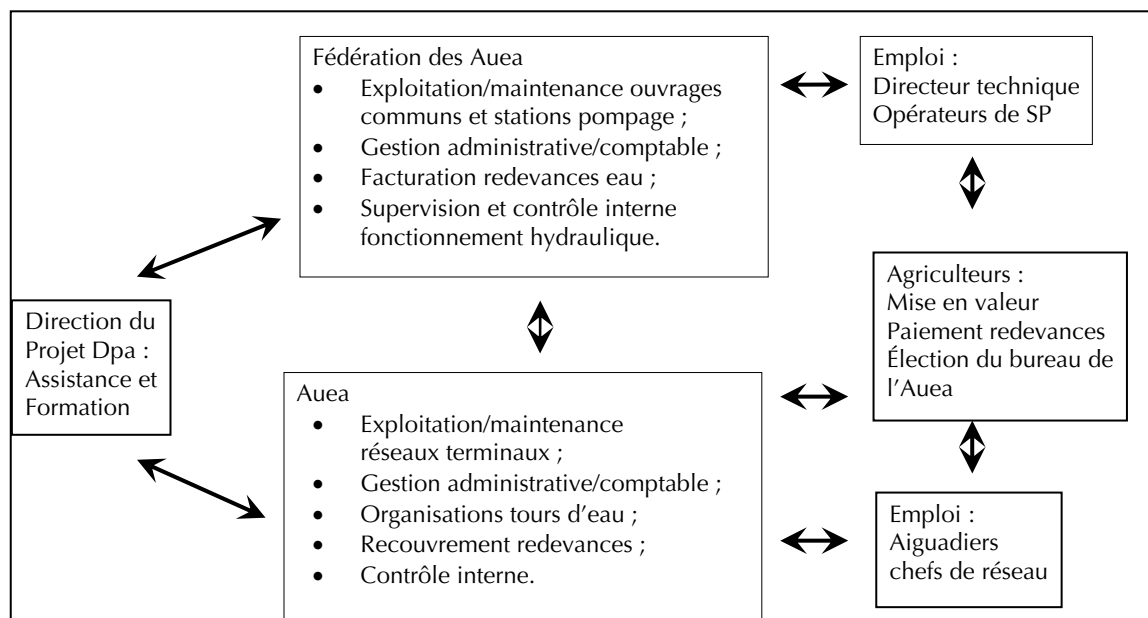 Fédération des Auea
• Exploitation/maintenance ouvrages
communs et stations pompage ;
• Gestion administrative/comptable ;
• Facturation redevances eau ;
• Supervision et contrôle interne
fonctionnement hydraulique.
Emploi :
Directeur technique
Opérateurs de SP
Direction du
Projet Dpa :
Assistance et
Formation
Agriculteurs :
Mise en valeur
Paiement redevances
Élection du bureau de
l'Auea
Auea
• Exploitation/maintenance
réseaux terminaux ;
• Gestion administrative/comptable ;
• Organisations tours d'eau ;
• Recouvrement redevances ;
• Contrôle interne.
Emploi :
Aiguadiers
chefs de réseau